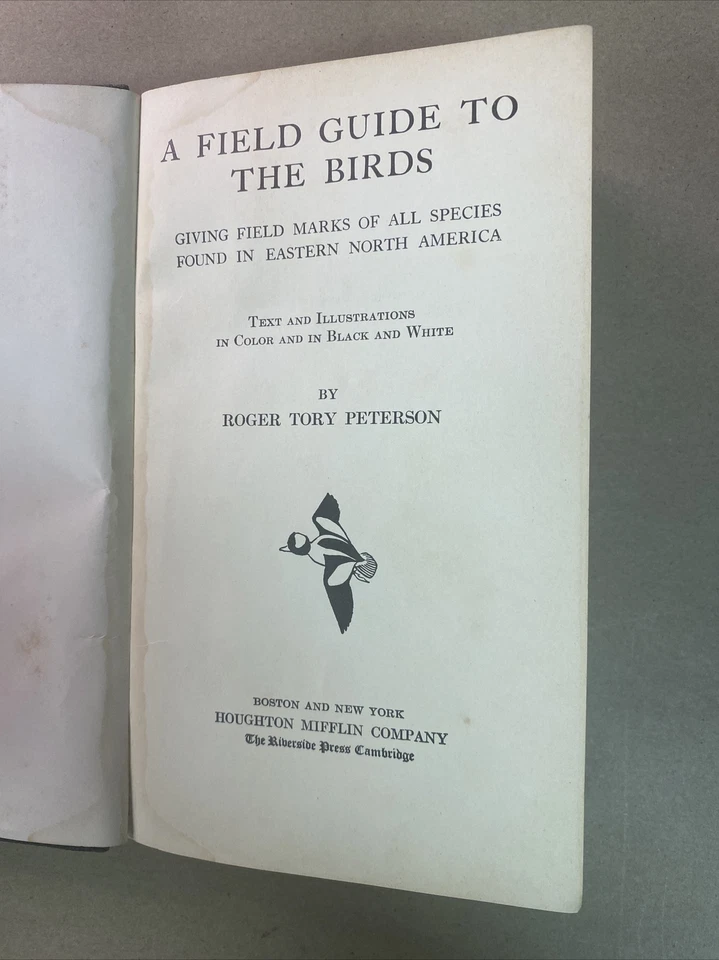 A FIELD GUIDE TO
THE BIRDS
GIVING FIELD MARKS OF ALL SPECIES
FOUND IN EASTERN NORTH AMERICA
TEXT AND ILLUSTRATIONS
IN COLOR AND IN BLACK AND WHITE
BY
ROGER TORY PETERSON
BOSTON AND NEW YORK
HOUGHTON MIFFLIN COMPANY
The Riverside Press Cambridge